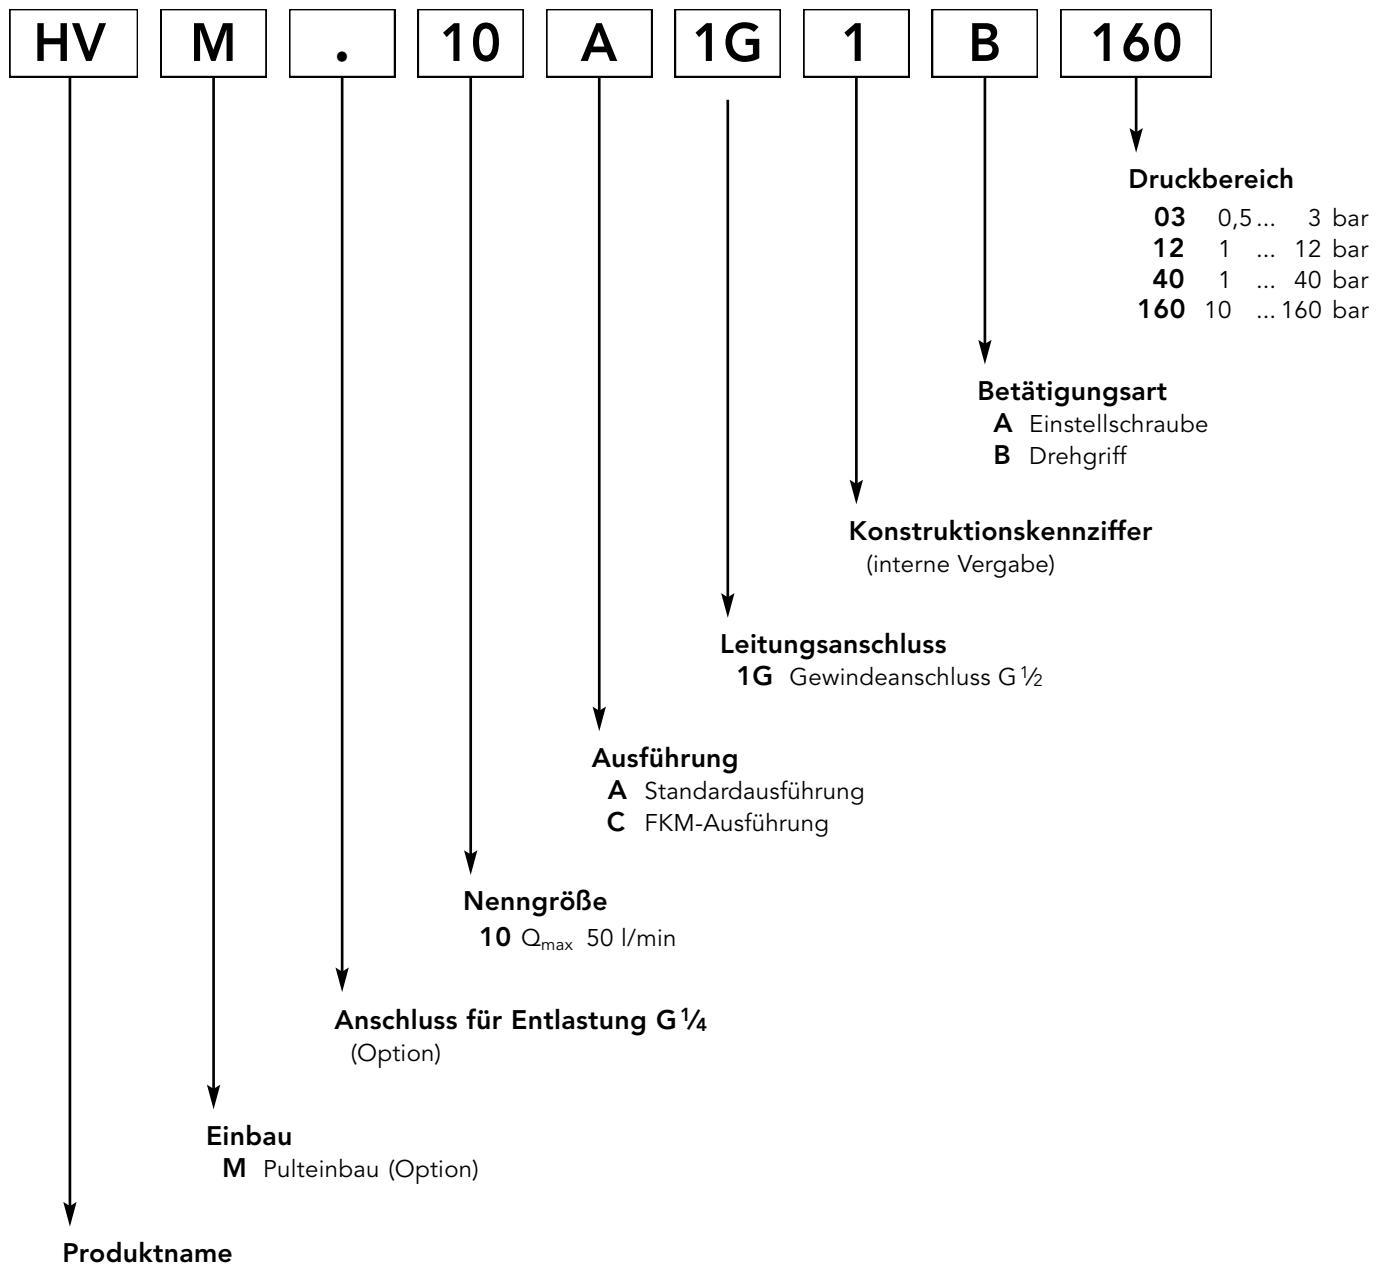 HV M . 10 A 1G 1 B 160
Druckbereich
03 0,5 ... 3 bar
12 1 ... 12 bar
40 1 ... 40 bar
160 10 ... 160 bar
Betätigungsart
A Einstellschraube
B Drehgriff
Konstruktionskennziffer
(interne Vergabe)
Leitungsanschluss
1G Gewindeanschluss G ½
Ausführung
A Standardausführung
C FKM-Ausführung
Nenngröße
10 Qmax 50 l/min
Anschluss für Entlastung G ¼
(Option)
Einbau
M Pulteinbau (Option)
Produktname